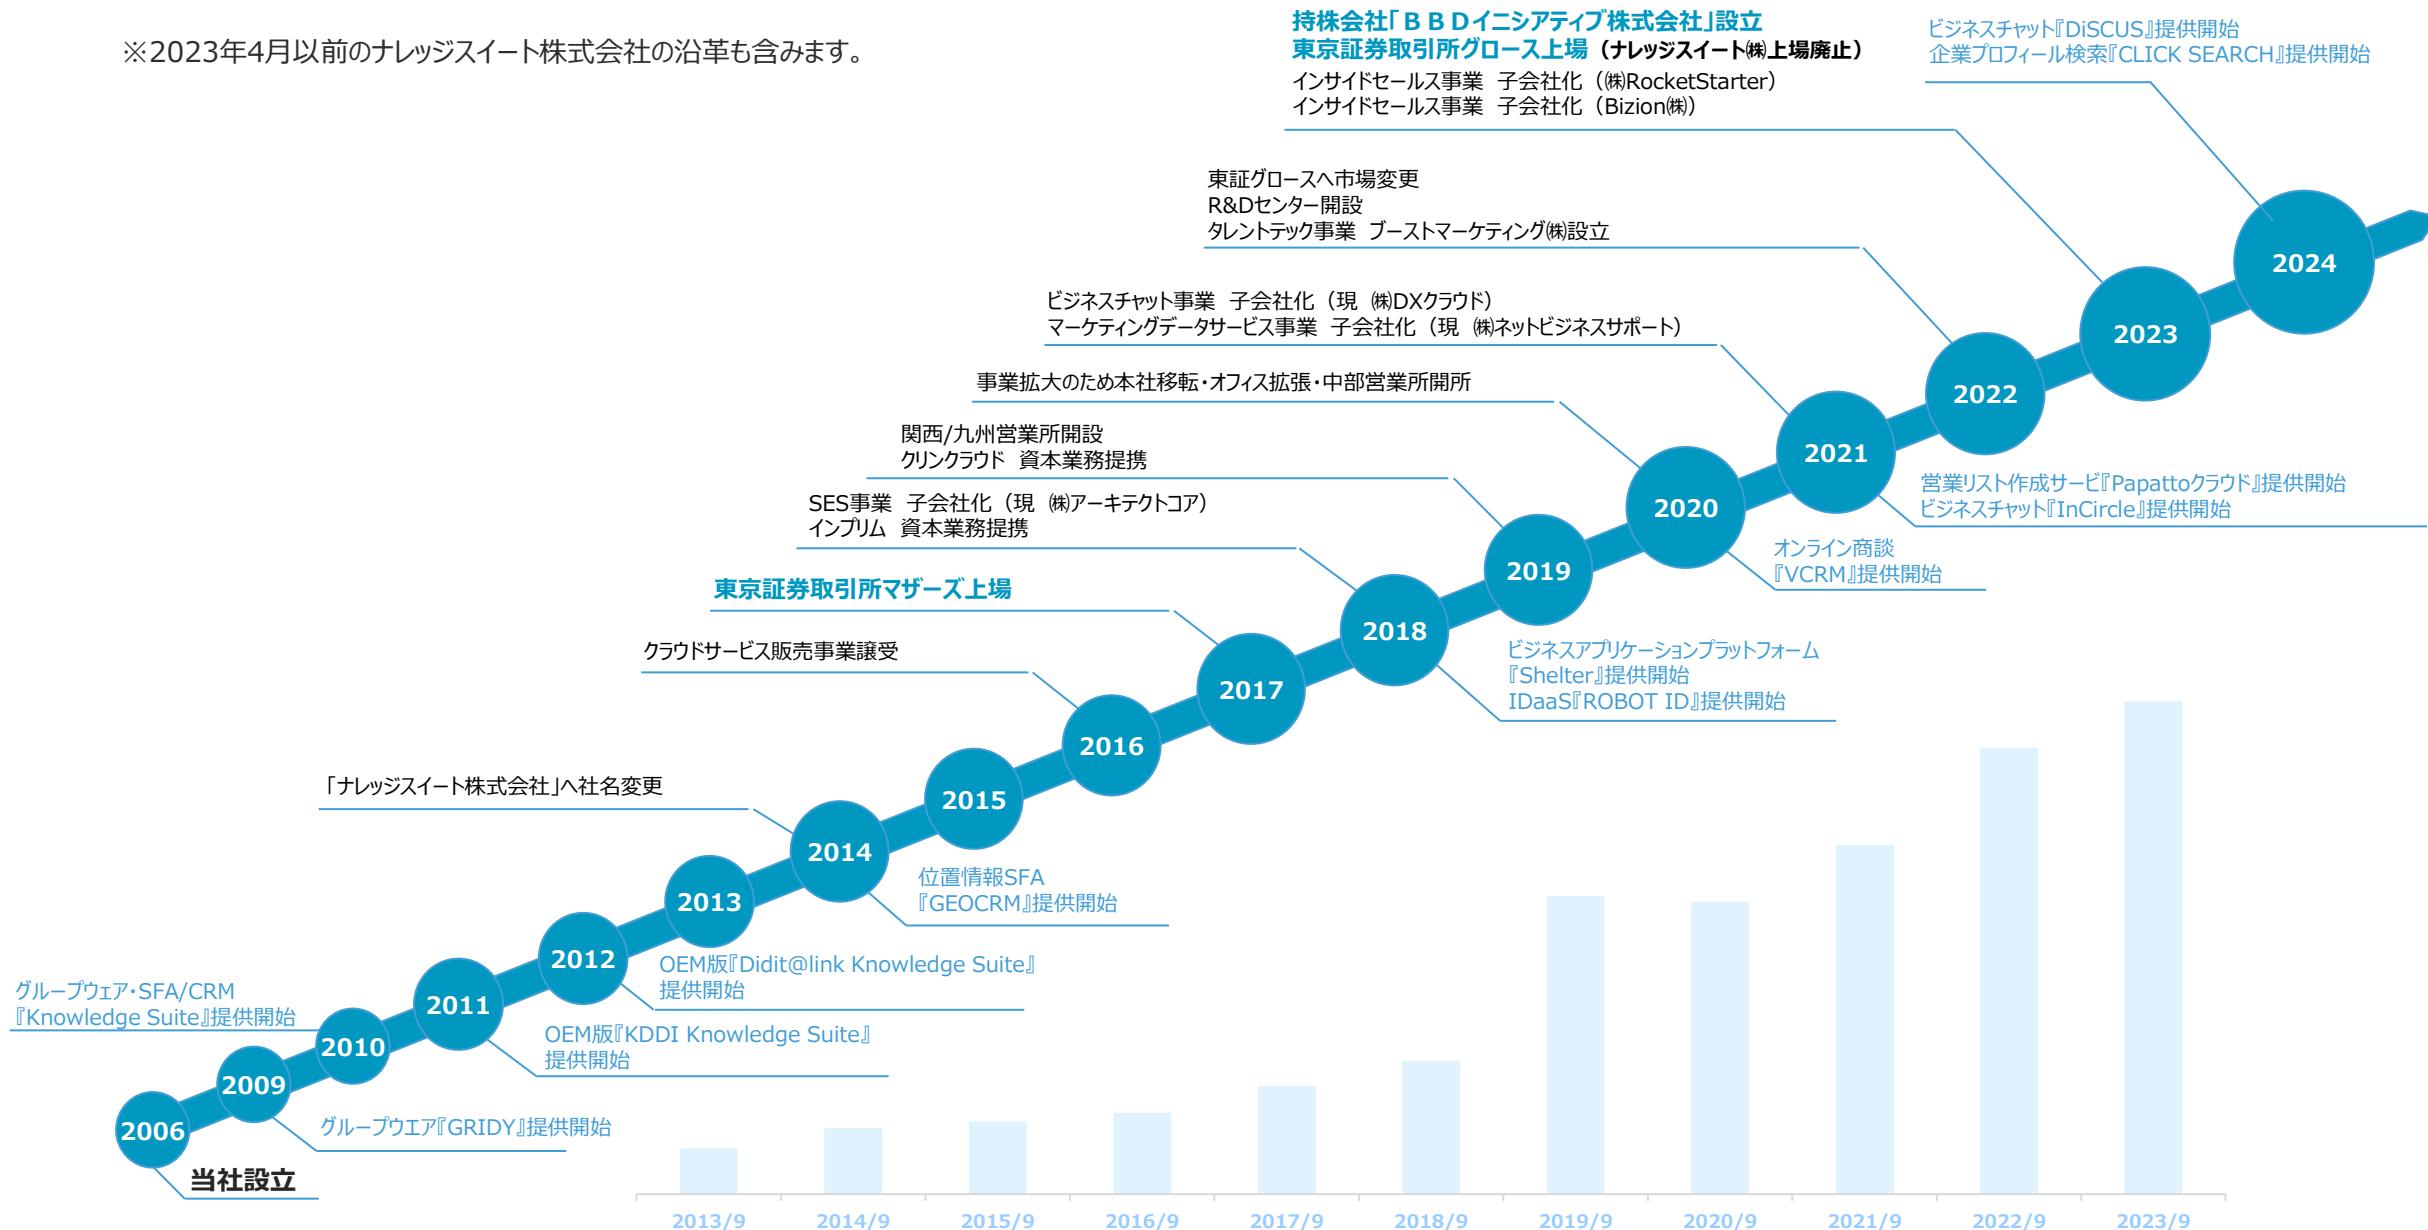 ※2023年4月以前のナレッジスイート株式会社の沿革も含みます。
持株会社「ＢＢＤイニシアティブ株式会社」設立
東京証券取引所グロース上場（ナレッジスイート㈱上場廃止）
インサイドセールス事業 子会社化（㈱RocketStarter）
インサイドセールス事業 子会社化（Bizion㈱）
ビジネスチャット『DiSCUS』提供開始
企業プロフィール検索『CLICK SEARCH』提供開始
東証グロースへ市場変更
R&Dセンター開設
タレントテック事業 ブーストマーケティング㈱設立
ビジネスチャット事業 子会社化（現 ㈱DXクラウド）
マーケティングデータサービス事業 子会社化（現 ㈱ネットビジネスサポート）
事業拡大のため本社移転・オフィス拡張・中部営業所開所
関西/九州営業所開設
クリンクラウド 資本業務提携
SES事業 子会社化（現 ㈱アーキテクトコア）
インプリム 資本業務提携
東京証券取引所マザーズ上場
クラウドサービス販売事業譲受
「ナレッジスイート株式会社」へ社名変更
グループウェア・SFA/CRM
『Knowledge Suite』提供開始
2024
2023
2022
2021
2020
2019
2018
2017
2016
2015
2014
2013
2012
2011
2010
2009
2006
営業リスト作成サービ『Papattoクラウド』提供開始
ビジネスチャット『InCircle』提供開始
オンライン商談
『VCRM』提供開始
ビジネスアプリケーションプラットフォーム
『Shelter』提供開始
IDaaS『ROBOT ID』提供開始
位置情報SFA
『GEOCRM』提供開始
OEM版『Didit@link Knowledge Suite』
提供開始
OEM版『KDDI Knowledge Suite』
提供開始
グループウエア『GRIDY』提供開始
当社設立
2013/9
2014/9
2015/9
2016/9
2017/9
2018/9
2019/9
2020/9
2021/9
2022/9
2023/9